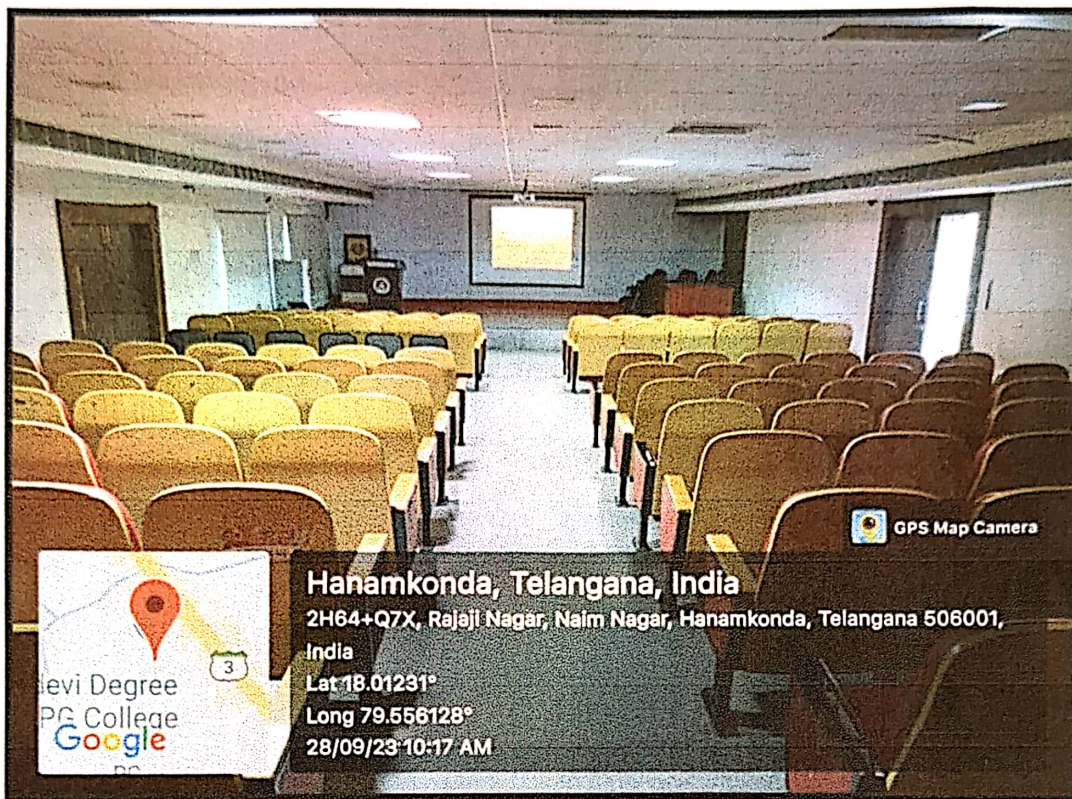 GPS Map Camera
Hanamkonda, Telangana, India
2H64+Q7X, Rajaji Nagar, Naim Nagar, Hanamkonda, Telangana 506001,
India
Lat 18.01231°
Long 79.556128°
28/09/23 10:17 AM
3
levi Degree
PG College
Google